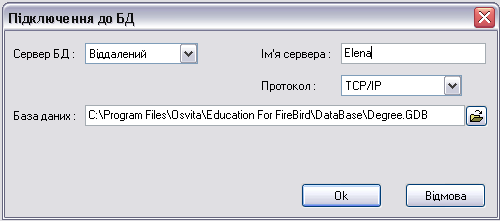 Підключення до БД
Сервер БД : Віддалений Ім'я сервера : Elena
Протокол : TCP/IP
База даних : C:\Program Files\Osvita\Education For FireBird\DataBase\Degree.GDB
Ok Відмова